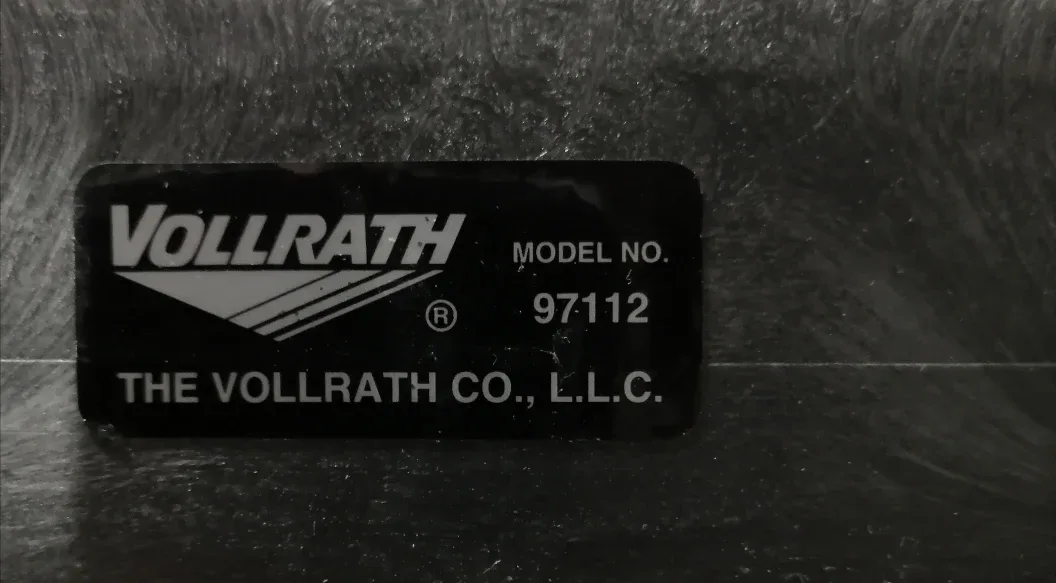 VOLLRATH
®
MODEL NO.
97112
THE VOLLRATH CO., L.L.C.